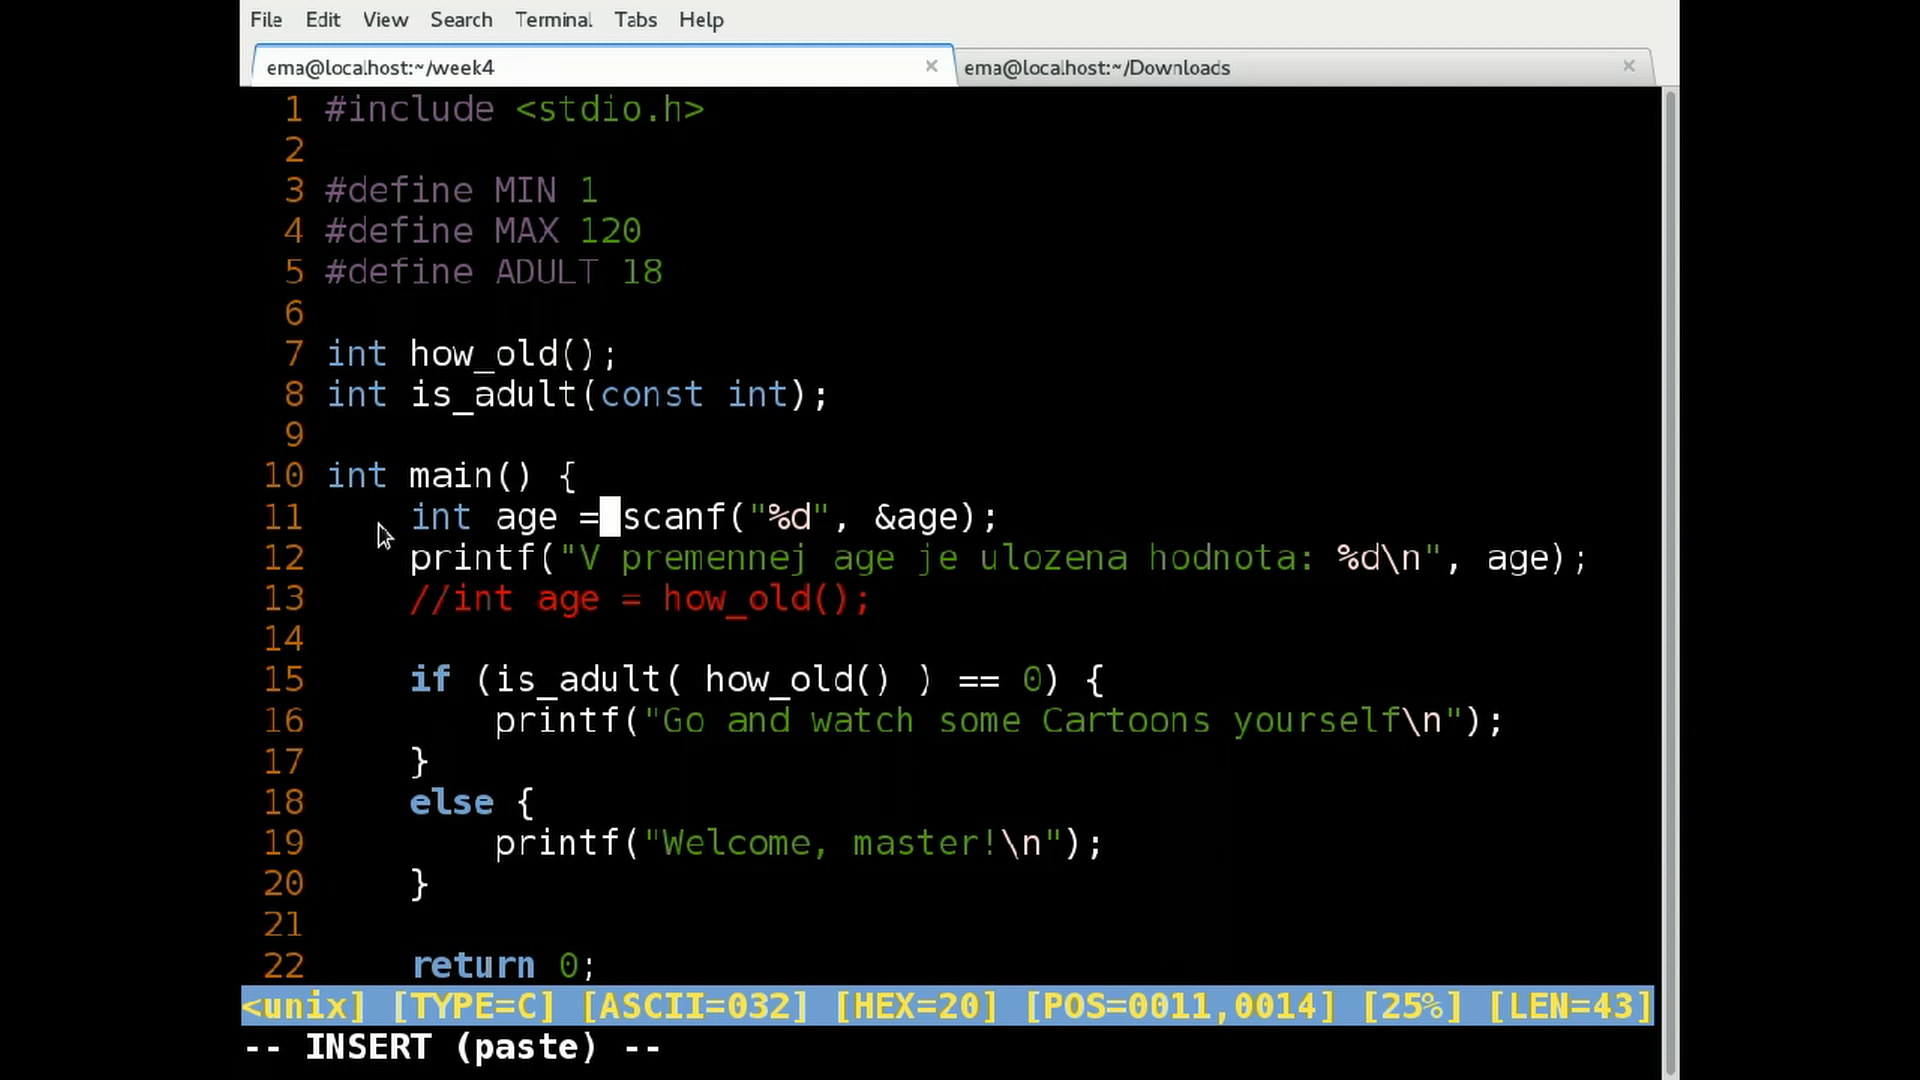 File Edit View Search Terminal Tabs Help
ema@localhost:~/week4 × ema@localhost:~/Downloads ×
1 #include <stdio.h>
2
3 #define MIN 1
4 #define MAX 120
5 #define ADULT 18
6
7 int how_old();
8 int is_adult(const int);
9
10 int main() {
11 int age = scanf("%d", &age);
12 printf("V premennej age je ulozena hodnota: %d\n", age);
13 //int age = how_old();
14
15 if (is_adult( how_old() ) == 0) {
16 printf("Go and watch some Cartoons yourself\n");
17 }
18 else {
19 printf("Welcome, master!\n");
20 }
21
22 return 0;
<unix] [TYPE=C] [ASCII=032] [HEX=20] [POS=0011,0014] [25%] [LEN=43]
-- INSERT (paste) --